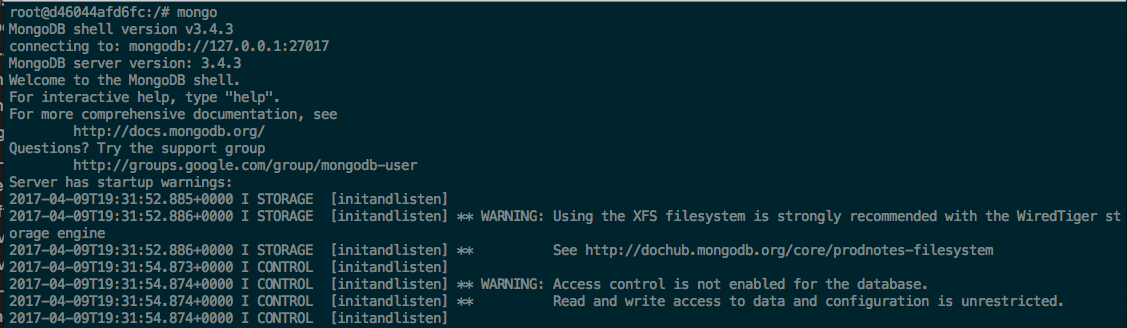 root@d46044afd6fc:/# mongo
MongoDB shell version v3.4.3
connecting to: mongodb://127.0.0.1:27017
MongoDB server version: 3.4.3
Welcome to the MongoDB shell.
For interactive help, type "help".
For more comprehensive documentation, see
        http://docs.mongodb.org/
Questions? Try the support group
        http://groups.google.com/group/mongodb-user
Server has startup warnings:
2017-04-09T19:31:52.885+0000 I STORAGE  [initandlisten]
2017-04-09T19:31:52.886+0000 I STORAGE  [initandlisten] ** WARNING: Using the XFS filesystem is strongly recommended with the WiredTiger st
orage engine
2017-04-09T19:31:52.886+0000 I STORAGE  [initandlisten] **          See http://dochub.mongodb.org/core/prodnotes-filesystem
2017-04-09T19:31:54.873+0000 I CONTROL  [initandlisten]
2017-04-09T19:31:54.874+0000 I CONTROL  [initandlisten] ** WARNING: Access control is not enabled for the database.
2017-04-09T19:31:54.874+0000 I CONTROL  [initandlisten] **          Read and write access to data and configuration is unrestricted.
2017-04-09T19:31:54.874+0000 I CONTROL  [initandlisten]